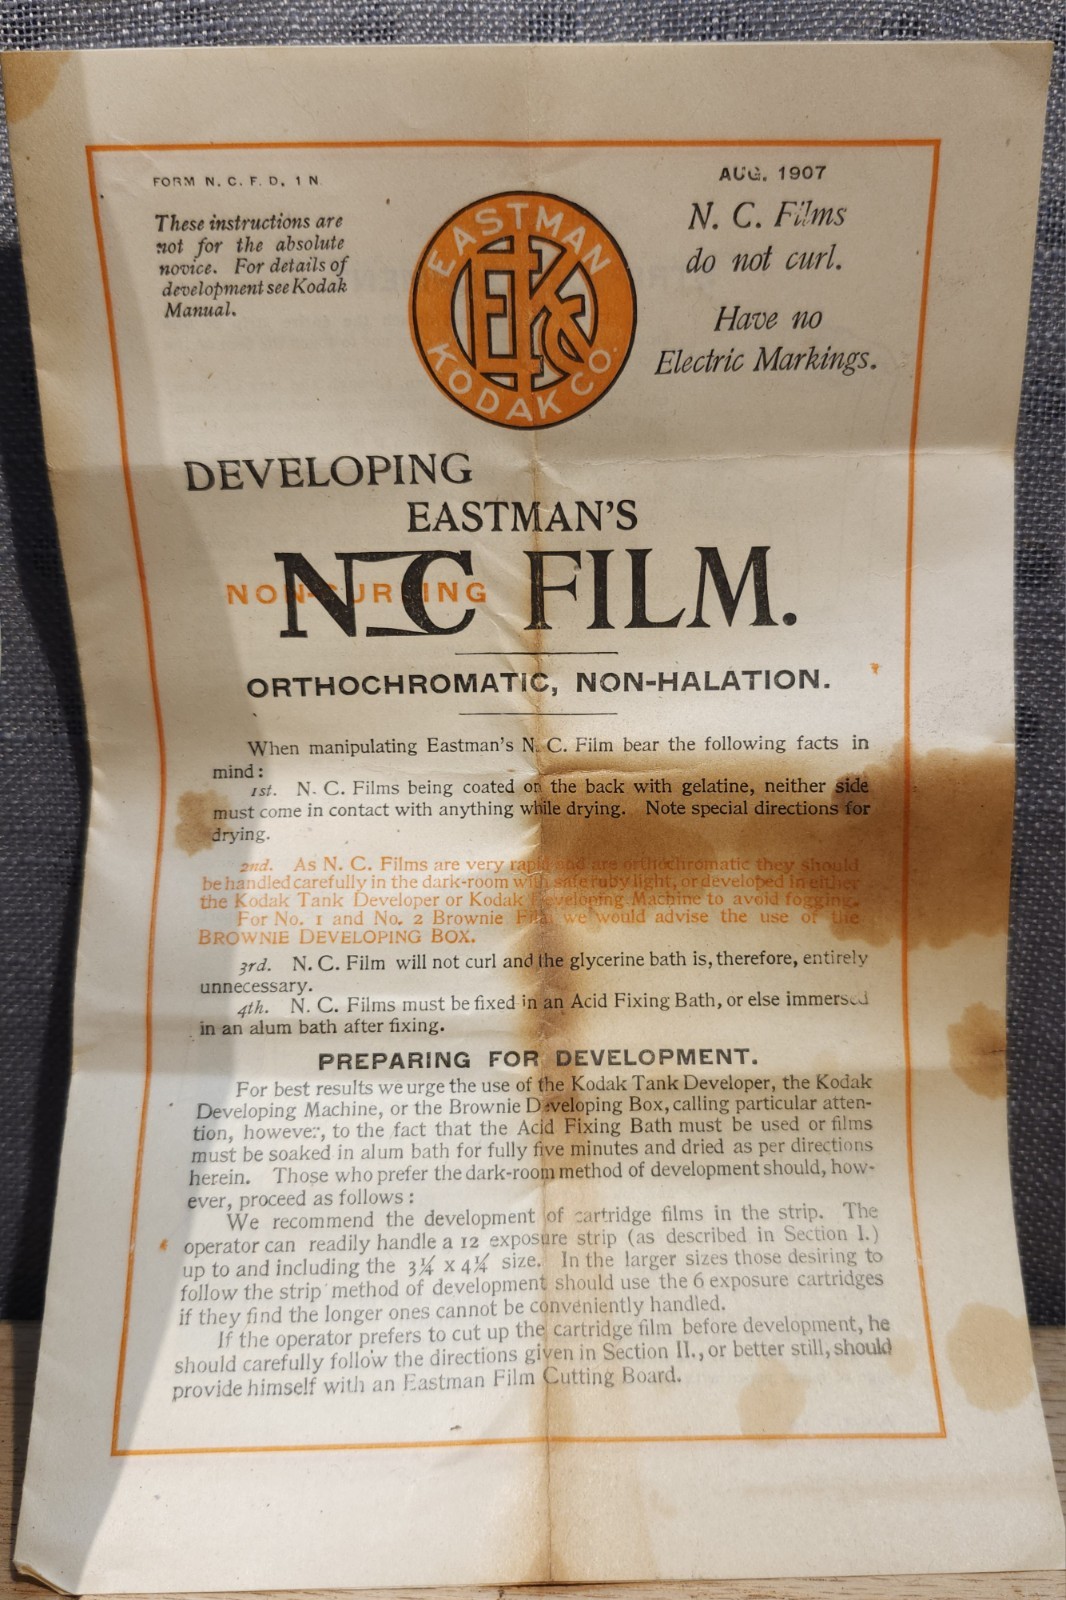 FORM N. C. F. D. 1 N.
AUG. 1907
These instructions are
not for the absolute
novice. For details of
development see Kodak
Manual.
EASTMAN
KODAK CO.
EKC
N. C. Films
do not curl.
Have no
Electric Markings.
DEVELOPING
EASTMAN'S
NON-CURLING
NC FILM.
ORTHOCHROMATIC, NON-HALATION.
When manipulating Eastman's N. C. Film bear the following facts in
mind:
1st. N. C. Films being coated on the back with gelatine, neither side
must come in contact with anything while drying. Note special directions for
drying.
2nd. As N. C. Films are very rapid and are orthochromatic they should
be handled carefully in the dark-room with safe ruby light, or developed in either
the Kodak Tank Developer or Kodak Developing Machine to avoid fogging.
For No. 1 and No. 2 Brownie Film we would advise the use of the
BROWNIE DEVELOPING BOX.
3rd. N. C. Film will not curl and the glycerine bath is, therefore, entirely
unnecessary.
4th. N. C. Films must be fixed in an Acid Fixing Bath, or else immersed
in an alum bath after fixing.
PREPARING FOR DEVELOPMENT.
For best results we urge the use of the Kodak Tank Developer, the Kodak
Developing Machine, or the Brownie Developing Box, calling particular atten-
tion, however, to the fact that the Acid Fixing Bath must be used or films
must be soaked in alum bath for fully five minutes and dried as per directions
herein. Those who prefer the dark-room method of development should, how-
ever, proceed as follows:
We recommend the development of cartridge films in the strip. The
operator can readily handle a 12 exposure strip (as described in Section I.)
up to and including the 3¼ x 4¼ size. In the larger sizes those desiring to
follow the strip method of development should use the 6 exposure cartridges
if they find the longer ones cannot be conveniently handled.
If the operator prefers to cut up the cartridge film before development, he
should carefully follow the directions given in Section II., or better still, should
provide himself with an Eastman Film Cutting Board.